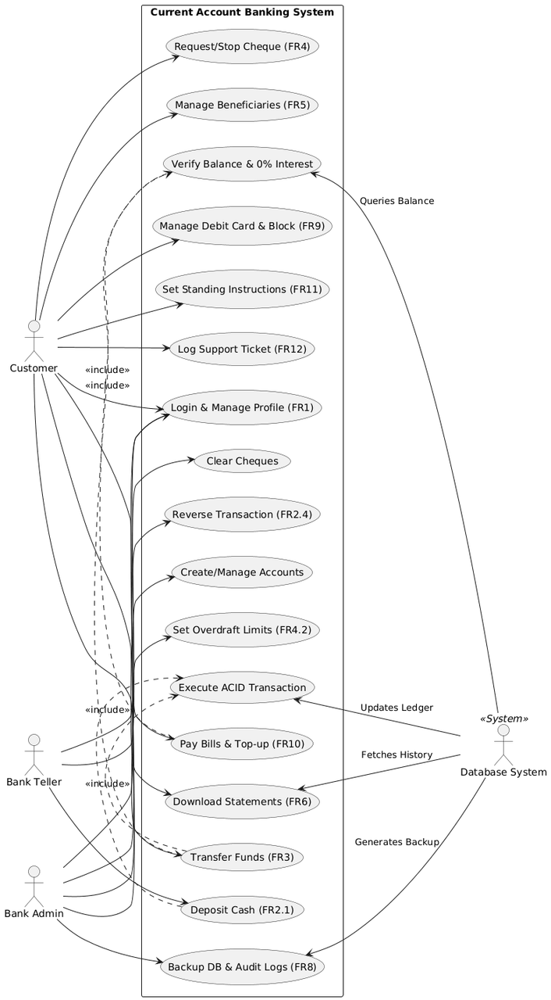 Current Account Banking System
Request/Stop Cheque (FR4)
Manage Beneficiaries (FR5)
Verify Balance & 0% Interest
Queries Balance
Manage Debit Card & Block (FR9)
Set Standing Instructions (FR11)
Log Support Ticket (FR12)
Customer
«include»
«include»
Login & Manage Profile (FR1)
Clear Cheques
Reverse Transaction (FR2.4)
Create/Manage Accounts
Set Overdraft Limits (FR4.2)
Execute ACID Transaction
Updates Ledger
«include»
«System»
Pay Bills & Top-up (FR10)
Fetches History
Database System
Bank Teller
«include»
Download Statements (FR6)
Generates Backup
Transfer Funds (FR3)
Bank Admin
Deposit Cash (FR2.1)
Backup DB & Audit Logs (FR8)